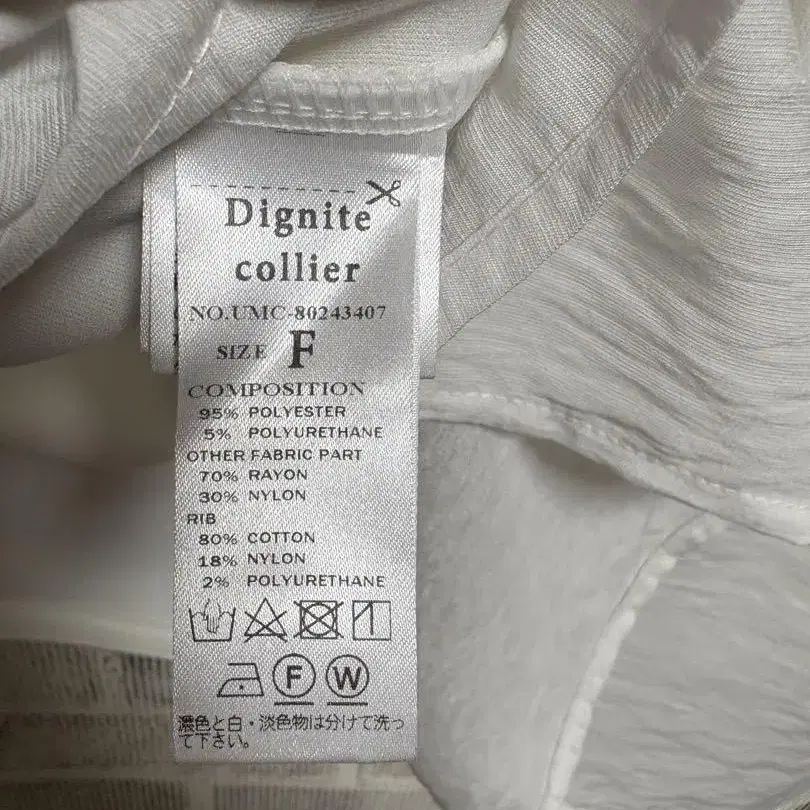 Dignite
collier
NO.UMC-80243407
SIZE F
COMPOSITION
95% POLYESTER
5% POLYURETHANE
OTHER FABRIC PART
70% RAYON
30% NYLON
RIB
80% COTTON
18% NYLON
2% POLYURETHANE
F W
濃色と白・淡色物は分けて洗っ
て下さい。